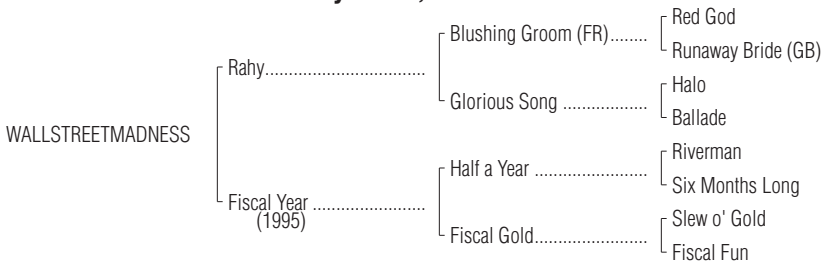 Red God
Blushing Groom (FR)........
Runaway Bride (GB)
Rahy.................................
Halo
Glorious Song ..................
Ballade
WALLSTREETMADNESS
Riverman
Half a Year ........................
Six Months Long
Fiscal Year ........................
(1995)
Slew o' Gold
Fiscal Gold........................
Fiscal Fun